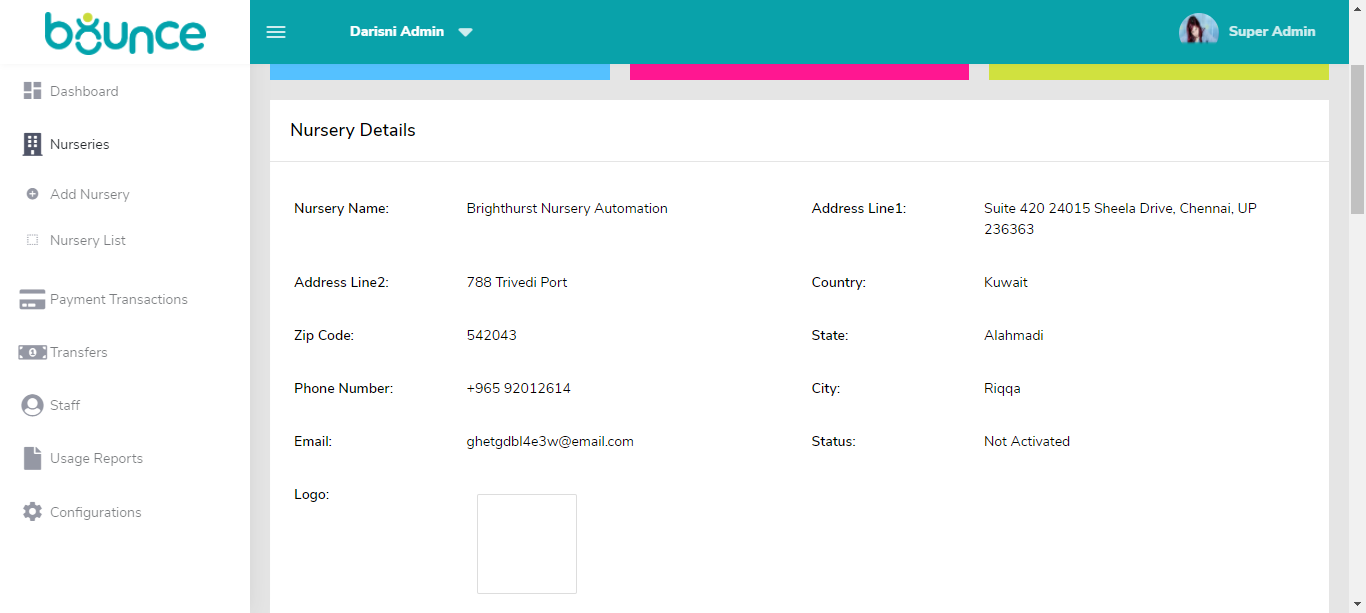 bounce
Darisni Admin
Super Admin
Dashboard
Nurseries
Add Nursery
Nursery List
Payment Transactions
Transfers
Staff
Usage Reports
Configurations
Nursery Details
Nursery Name: Brighthurst Nursery Automation
Address Line1: Suite 420 24015 Sheela Drive, Chennai, UP
236363
Address Line2: 788 Trivedi Port
Country: Kuwait
Zip Code: 542043
State: Alahmadi
Phone Number: +965 92012614
City: Riqqa
Email: ghetgdbl4e3w@email.com
Status: Not Activated
Logo: